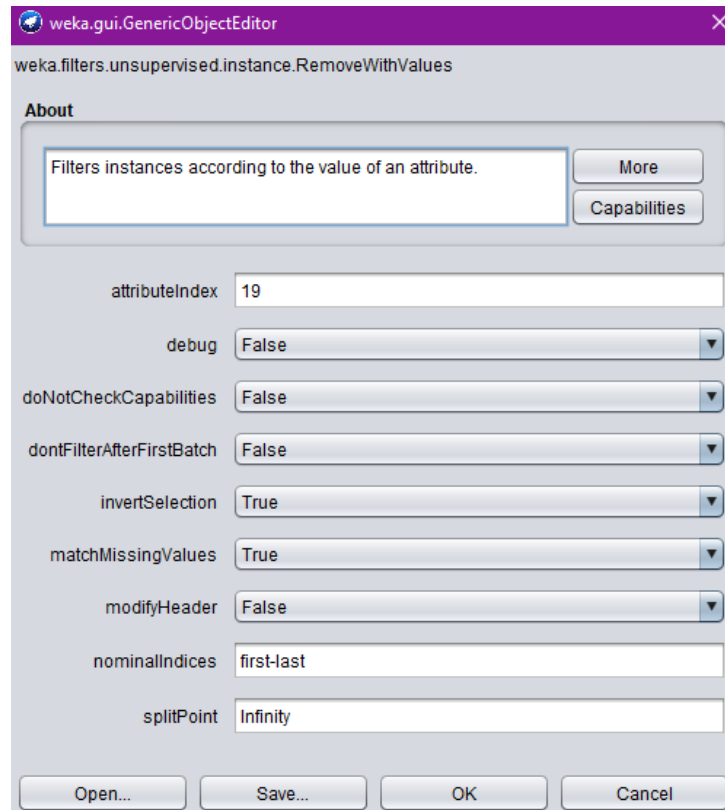 weka.gui.GenericObjectEditor
weka.filters.unsupervised.instance.RemoveWithValues
About
Filters instances according to the value of an attribute.
More
Capabilities
attributeIndex 19
debug False
doNotCheckCapabilities False
dontFilterAfterFirstBatch False
invertSelection True
matchMissingValues True
modifyHeader False
nominalIndices first-last
splitPoint Infinity
Open... Save... OK Cancel